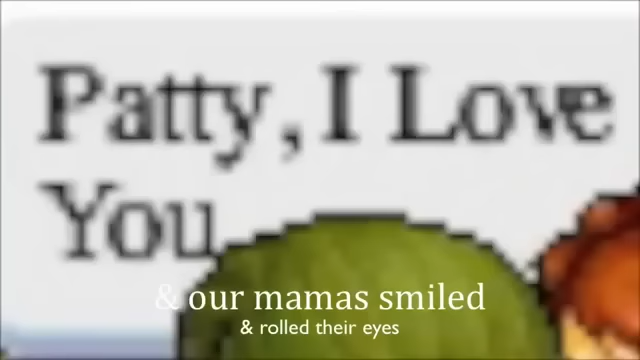 Patty, I Love
You
& our mamas smiled
& rolled their eyes